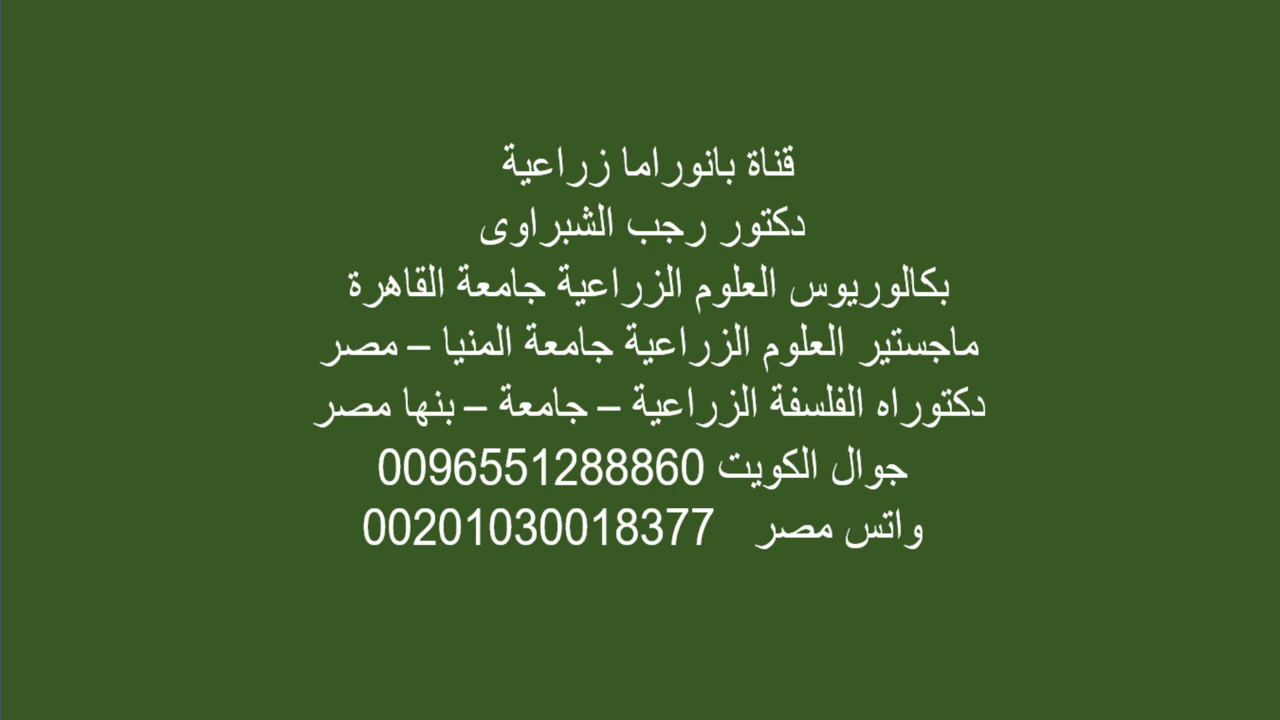 قناة بانوراما زراعية
دكتور رجب الشبراوى
بكالوريوس العلوم الزراعية جامعة القاهرة
ماجستير العلوم الزراعية جامعة المنيا – مصر
دكتوراه الفلسفة الزراعية – جامعة – بنها مصر
جوال الكويت 0096551288860
واتس مصر 00201030018377